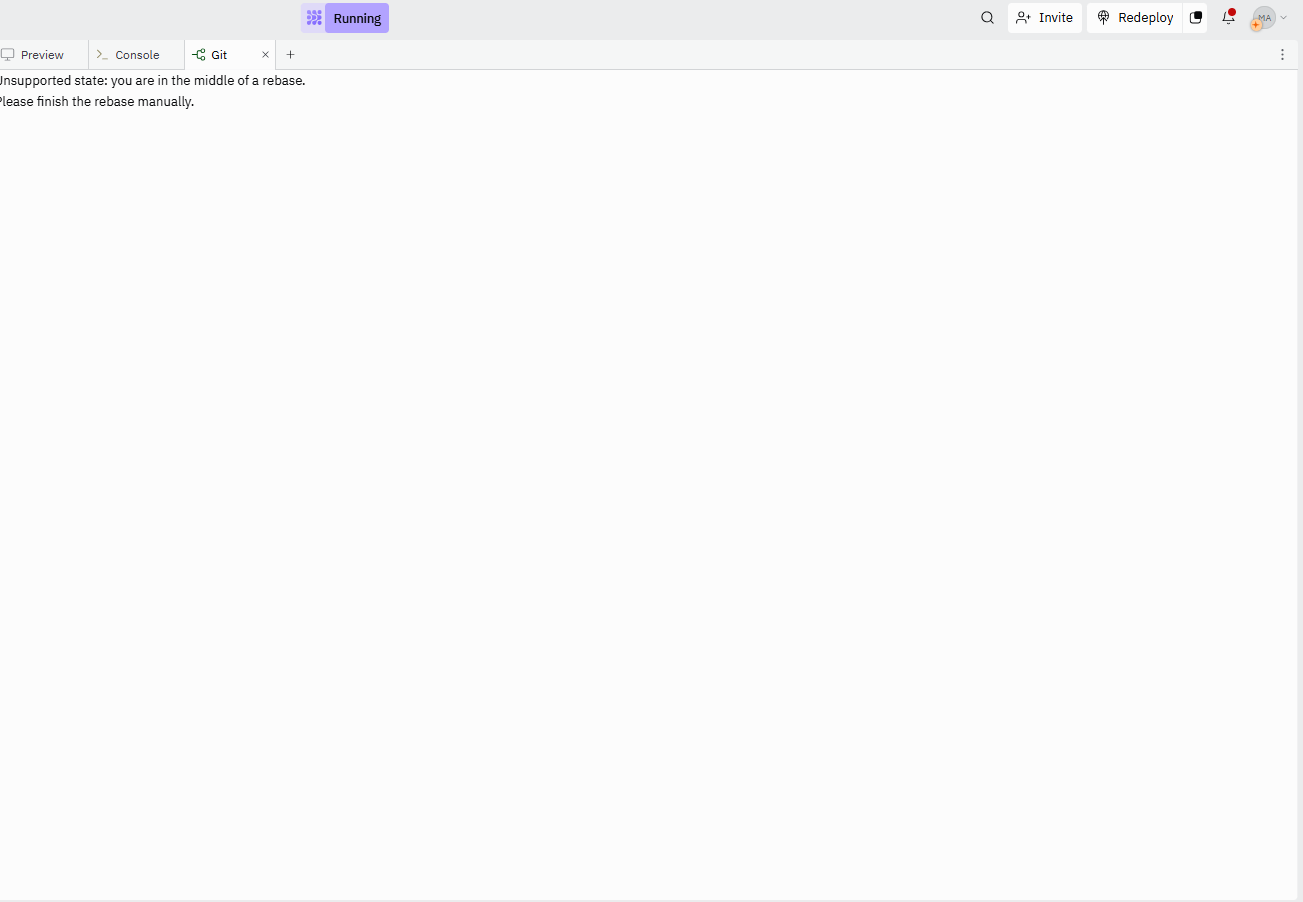 Running
Invite
Redeploy
MA
Preview
Console
Git
Unsupported state: you are in the middle of a rebase.
Please finish the rebase manually.